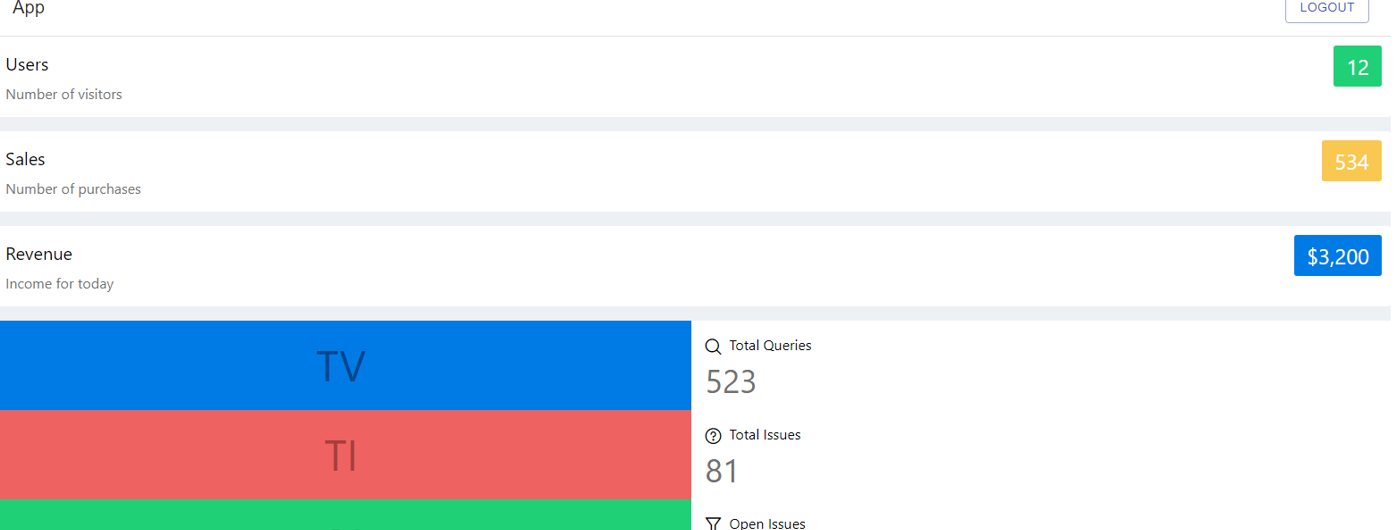 App
LOGOUT
Users
12
Number of visitors
Sales
534
Number of purchases
Revenue
$3,200
Income for today
TV
Total Queries
523
TI
Total Issues
81
Open Issues